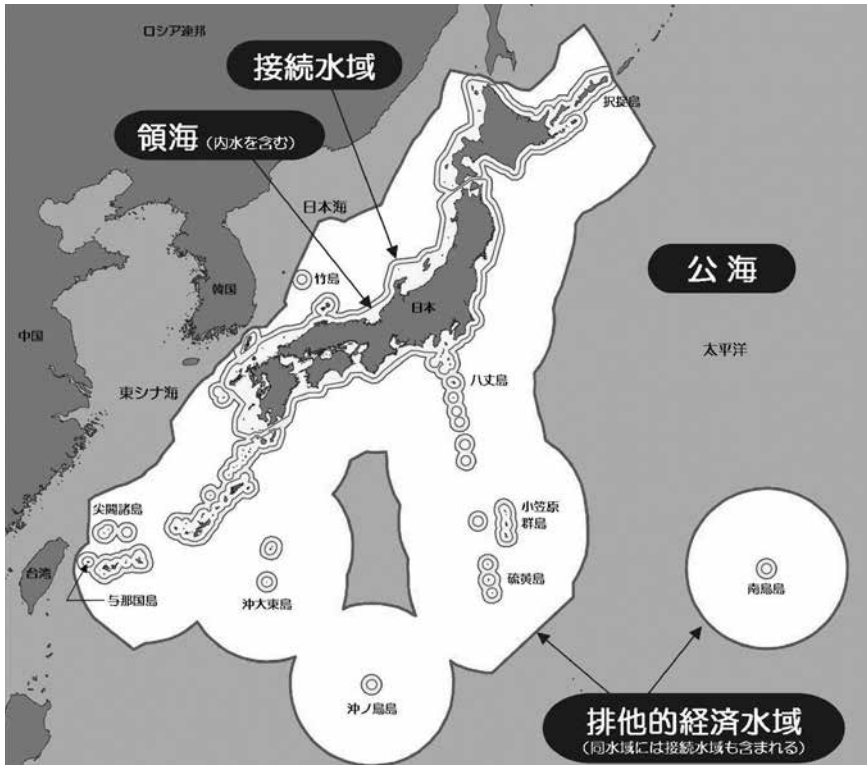 ロシア連邦
接続水域
択捉島
領海(内水を含む)
日本海
竹島
公海
韓国
日本
中国
太平洋
東シナ海
八丈島
尖閣諸島
小笠原
群島
台湾
硫黄島
南鳥島
与那国島
沖大東島
沖ノ鳥島
排他的経済水域
(同水域には接続水域も含まれる)